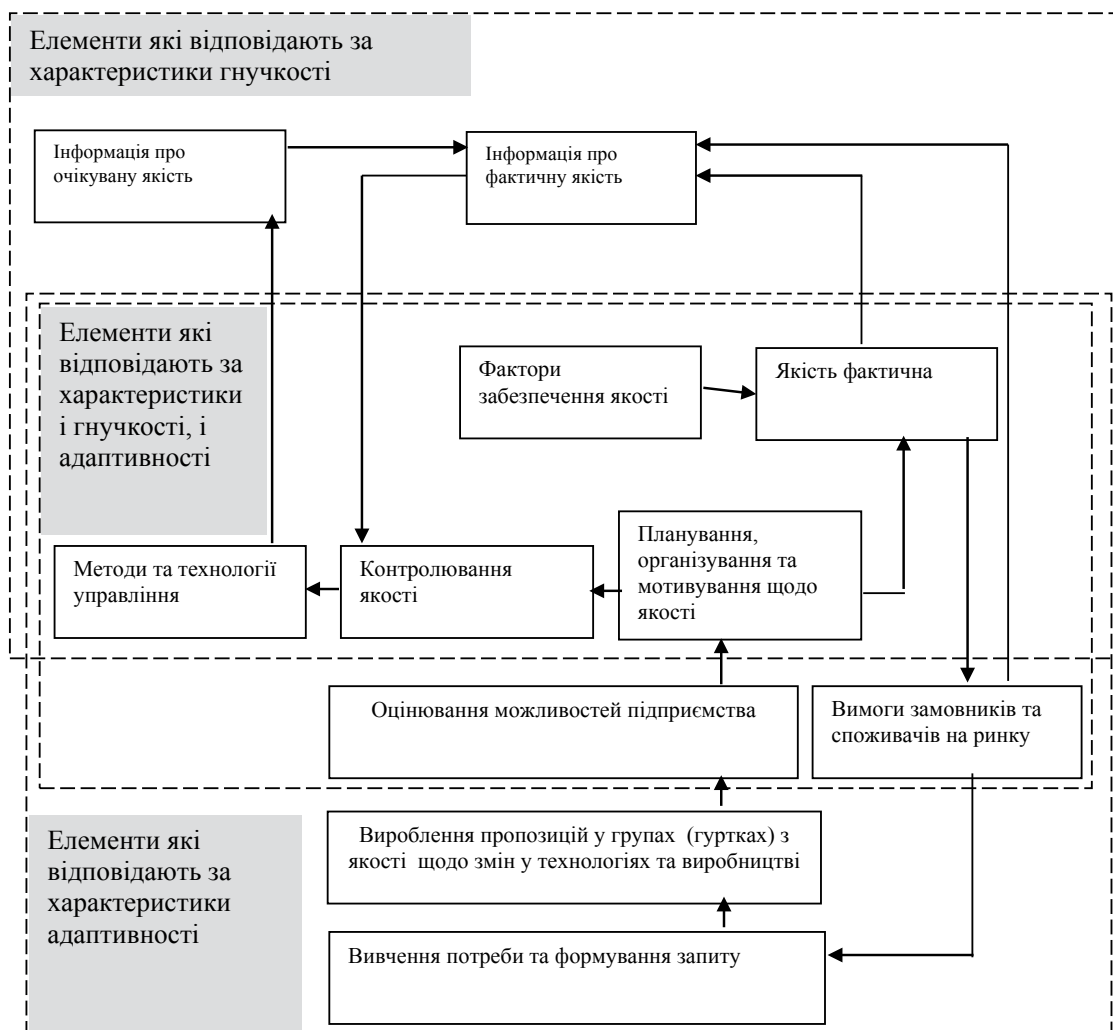 Елементи які відповідають за
характеристики гнучкості
Інформація про
очікувану якість
Інформація про
фактичну якість
Елементи які
відповідають за
характеристики
і гнучкості, і
адаптивності
Фактори
забезпечення якості
Якість фактична
Методи та технології
управління
Контролювання
якості
Планування,
організування та
мотивування щодо
якості
Оцінювання можливостей підприємства
Вимоги замовників та
споживачів на ринку
Елементи які
відповідають за
характеристики
адаптивності
Вироблення пропозицій у групах (гуртках) з
якості щодо змін у технологіях та виробництві
Вивчення потреби та формування запиту